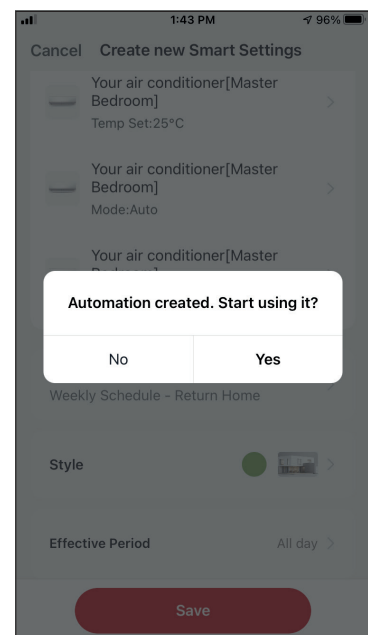 1:43 PM
96%
Cancel Create new Smart Settings
Your air conditioner[Master
Bedroom]
Temp Set:25°C
Your air conditioner[Master
Bedroom]
Mode:Auto
Your air conditioner[Master
Automation created. Start using it?
No Yes
Weekly Schedule - Return Home
Style
Effective Period All day
Save